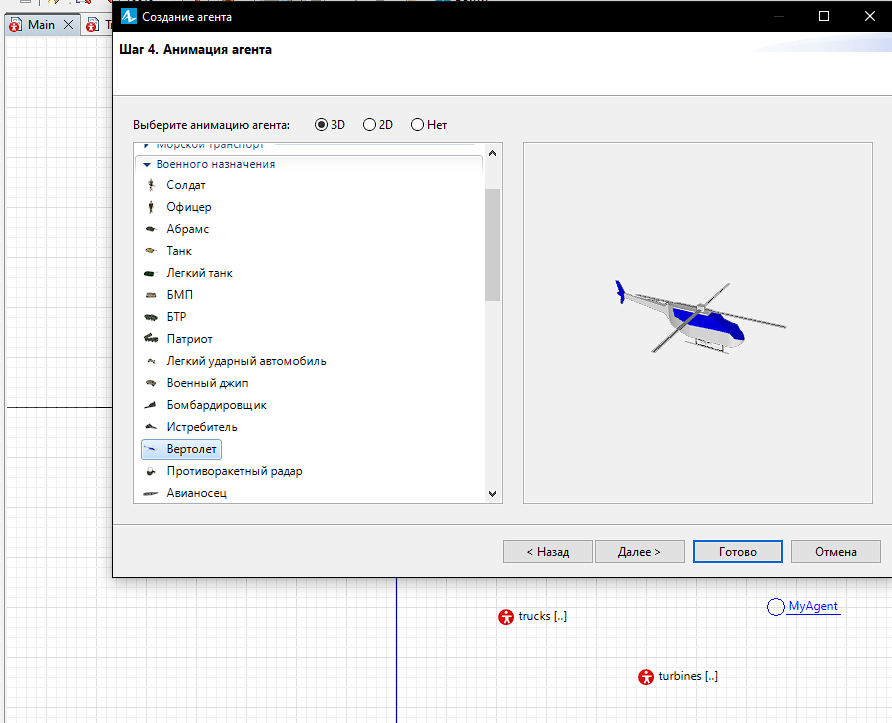 Создание агента
Main
Шаг 4. Анимация агента
Выберите анимацию агента:
3D
2D
Нет
Морской транспорт
Военного назначения
Солдат
Офицер
Абрамс
Танк
Легкий танк
БМП
БТР
Патриот
Легкий ударный автомобиль
Военный джип
Бомбардировщик
Истребитель
Вертолет
Противоракетный радар
Авианосец
< Назад
Далее >
Готово
Отмена
MyAgent
trucks [..]
turbines [..]